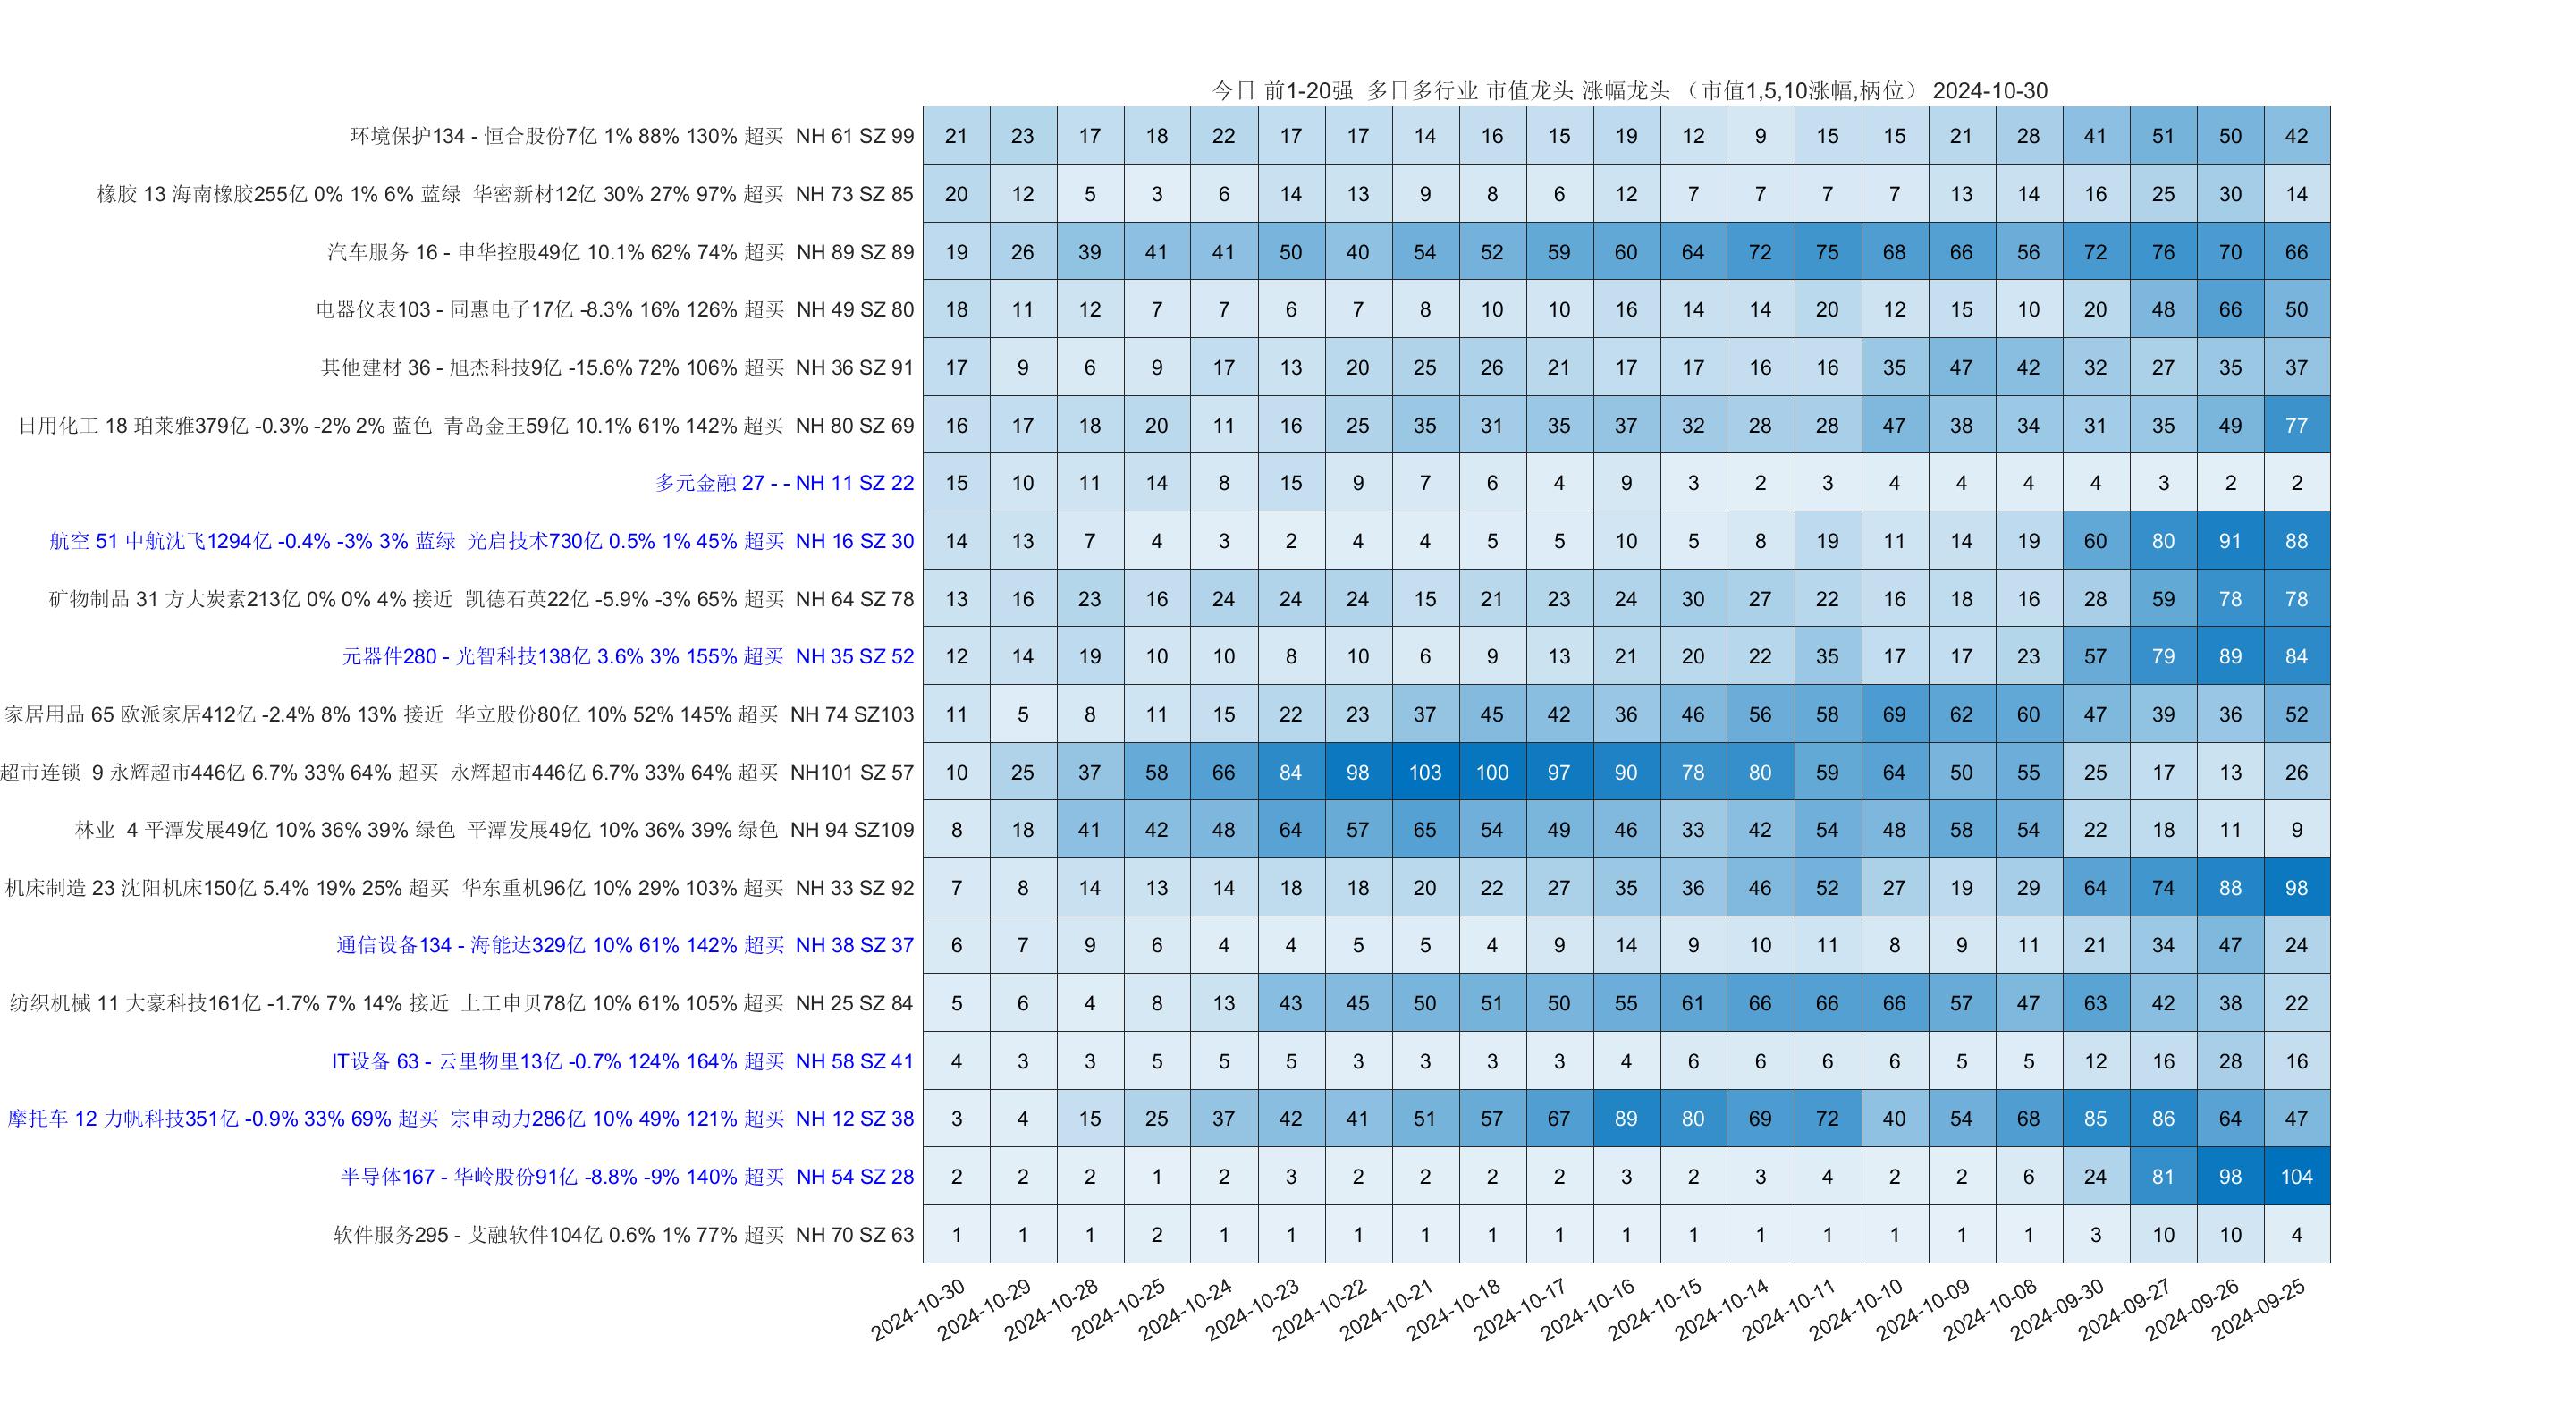 今日 前1-20强 多日多行业 市值龙头 涨幅龙头 （市值1,5,10涨幅,柄位） 2024-10-30
环境保护134 - 恒合股份7亿 1% 88% 130% 超买 NH 61 SZ 99 21 23 17 18 22 17 17 14 16 15 19 12 9 15 15 21 28 41 51 50 42
橡胶 13 海南橡胶255亿 0% 1% 6% 蓝绿 华密新材12亿 30% 27% 97% 超买 NH 73 SZ 85 20 12 5 3 6 14 13 9 8 6 12 7 7 7 7 13 14 16 25 30 14
汽车服务 16 - 申华控股49亿 10.1% 62% 74% 超买 NH 89 SZ 89 19 26 39 41 41 50 40 54 52 59 60 64 72 75 68 66 56 72 76 70 66
电器仪表103 - 同惠电子17亿 -8.3% 16% 126% 超买 NH 49 SZ 80 18 11 12 7 7 6 7 8 10 10 16 14 14 20 12 15 10 20 48 66 50
其他建材 36 - 旭杰科技9亿 -15.6% 72% 106% 超买 NH 36 SZ 91 17 9 6 9 17 13 20 25 26 21 17 17 16 16 35 47 42 32 27 35 37
日用化工 18 珀莱雅379亿 -0.3% -2% 2% 蓝色 青岛金王59亿 10.1% 61% 142% 超买 NH 80 SZ 69 16 17 18 20 11 16 25 35 31 35 37 32 28 28 47 38 34 31 35 49 77
多元金融 27 - - NH 11 SZ 22 15 10 11 14 8 15 9 7 6 4 9 3 2 3 4 4 4 4 3 2 2
航空 51 中航沈飞1294亿 -0.4% -3% 3% 蓝绿 光启技术730亿 0.5% 1% 45% 超买 NH 16 SZ 30 14 13 7 4 3 2 4 4 5 5 10 5 8 19 11 14 19 60 80 91 88
矿物制品 31 方大炭素213亿 0% 0% 4% 接近 凯德石英22亿 -5.9% -3% 65% 超买 NH 64 SZ 78 13 16 23 16 24 24 24 15 21 23 24 30 27 22 16 18 16 28 59 78 78
元器件280 - 光智科技138亿 3.6% 3% 155% 超买 NH 35 SZ 52 12 14 19 10 10 8 10 6 9 13 21 20 22 35 17 17 23 57 79 89 84
家居用品 65 欧派家居412亿 -2.4% 8% 13% 接近 华立股份80亿 10% 52% 145% 超买 NH 74 SZ103 11 5 8 11 15 22 23 37 45 42 36 46 56 58 69 62 60 47 39 36 52
超市连锁 9 永辉超市446亿 6.7% 33% 64% 超买 永辉超市446亿 6.7% 33% 64% 超买 NH101 SZ 57 10 25 37 58 66 84 98 103 100 97 90 78 80 59 64 50 55 25 17 13 26
林业 4 平潭发展49亿 10% 36% 39% 绿色 平潭发展49亿 10% 36% 39% 绿色 NH 94 SZ109 8 18 41 42 48 64 57 65 54 49 46 33 42 54 48 58 54 22 18 11 9
机床制造 23 沈阳机床150亿 5.4% 19% 25% 超买 华东重机96亿 10% 29% 103% 超买 NH 33 SZ 92 7 8 14 13 14 18 18 20 22 27 35 36 46 52 27 19 29 64 74 88 98
通信设备134 - 海能达329亿 10% 61% 142% 超买 NH 38 SZ 37 6 7 9 6 4 4 5 5 4 9 14 9 10 11 8 9 11 21 34 47 24
纺织机械 11 大豪科技161亿 -1.7% 7% 14% 接近 上工申贝78亿 10% 61% 105% 超买 NH 25 SZ 84 5 6 4 8 13 43 45 50 51 50 55 61 66 66 66 57 47 63 42 38 22
IT设备 63 - 云里物里13亿 -0.7% 124% 164% 超买 NH 58 SZ 41 4 3 3 5 5 5 3 3 3 3 4 6 6 6 6 5 5 12 16 28 16
摩托车 12 力帆科技351亿 -0.9% 33% 69% 超买 宗申动力286亿 10% 49% 121% 超买 NH 12 SZ 38 3 4 15 25 37 42 41 51 57 67 89 80 69 72 40 54 68 85 86 64 47
半导体167 - 华岭股份91亿 -8.8% -9% 140% 超买 NH 54 SZ 28 2 2 2 1 2 3 2 2 2 2 3 2 3 4 2 2 6 24 81 98 104
软件服务295 - 艾融软件104亿 0.6% 1% 77% 超买 NH 70 SZ 63 1 1 1 2 1 1 1 1 1 1 1 1 1 1 1 1 1 3 10 10 4
2024-10-30 2024-10-29 2024-10-28 2024-10-25 2024-10-24 2024-10-23 2024-10-22 2024-10-21 2024-10-18 2024-10-17 2024-10-16 2024-10-15 2024-10-14 2024-10-11 2024-10-10 2024-10-09 2024-10-08 2024-09-30 2024-09-27 2024-09-26 2024-09-25